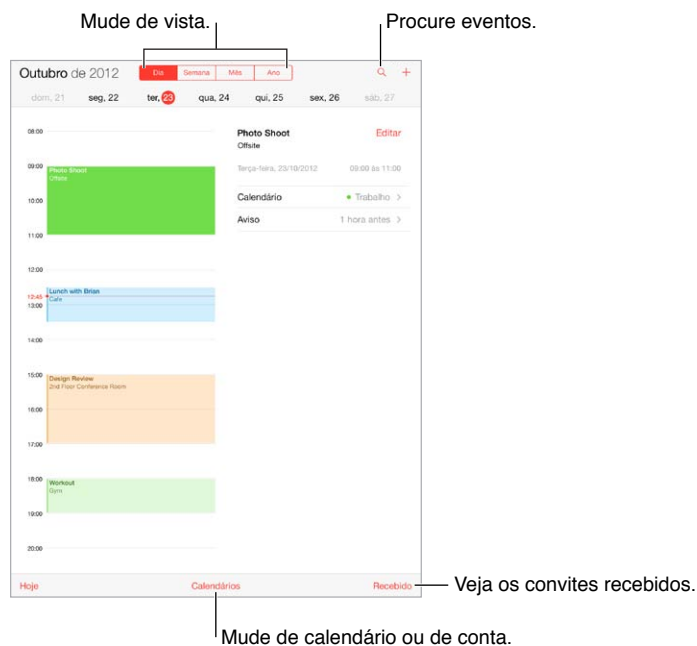 Mude de vista.
Procure eventos.
Outubro de 2012
Dia Semana Mês Ano
dom, 21 seg, 22 ter, 23 qua, 24 qui, 25 sex, 26 sáb, 27
08:00
Photo Shoot Editar
Offsite
09:00
Photo Shoot
Offsite
Terça-feira, 23/10/2012 09:00 às 11:00
10:00
Calendário Trabalho >
Aviso 1 hora antes >
11:00
12:00
Lunch with Brian
12:45
Cafe
13:00
14:00
15:00
Design Review
2nd Floor Conference Room
16:00
17:00
18:00
Workout
Gym
19:00
20:00
Hoje Calendários Recebido
Veja os convites recebidos.
Mude de calendário ou de conta.